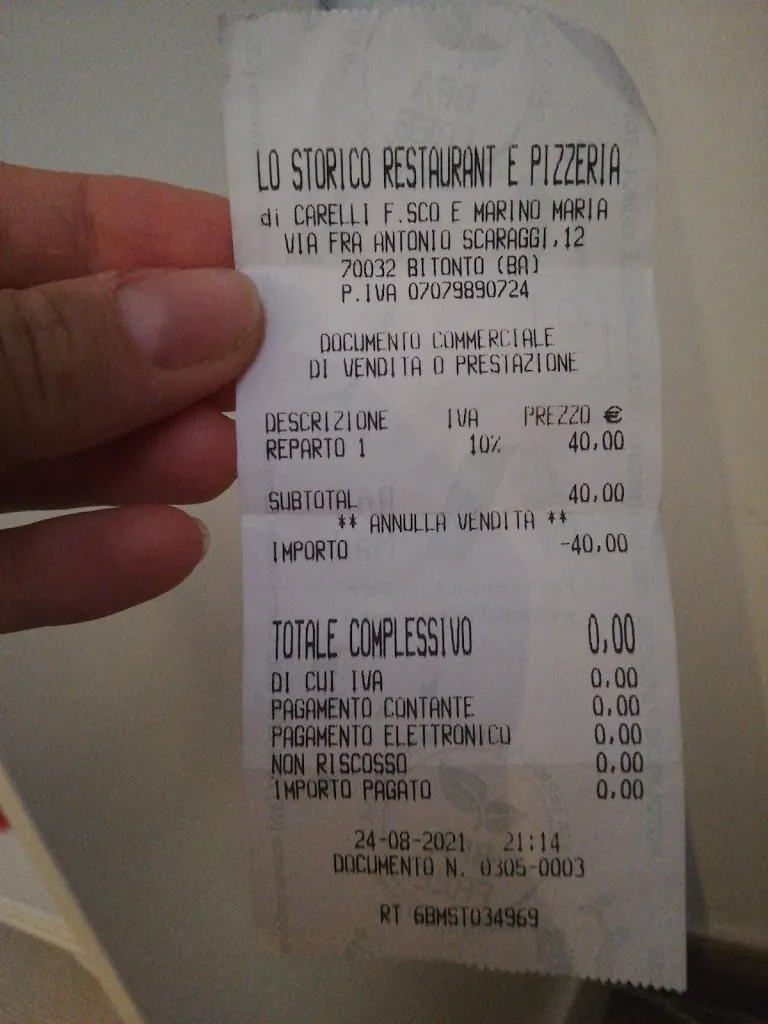 LO STORICO RESTAURANT E PIZZERIA
di CARELLI F.SCO E MARINO MARIA
VIA FRA ANTONIO SCARAGGI,12
70032 BITONTO (BA)
P.IVA 07079890724
DOCUMENTO COMMERCIALE
DI VENDITA O PRESTAZIONE
DESCRIZIONE IVA PREZZO €
REPARTO 1 10% 40,00
SUBTOTAL 40,00
** ANNULLA VENDITA **
IMPORTO -40,00
TOTALE COMPLESSIVO 0,00
DI CUI IVA 0,00
PAGAMENTO CONTANTE 0,00
PAGAMENTO ELETTRONICO 0,00
NON RISCOSSO 0,00
IMPORTO PAGATO 0,00
24-08-2021 21:14
DOCUMENTO N. 0305-0003
RT 6BMST034969